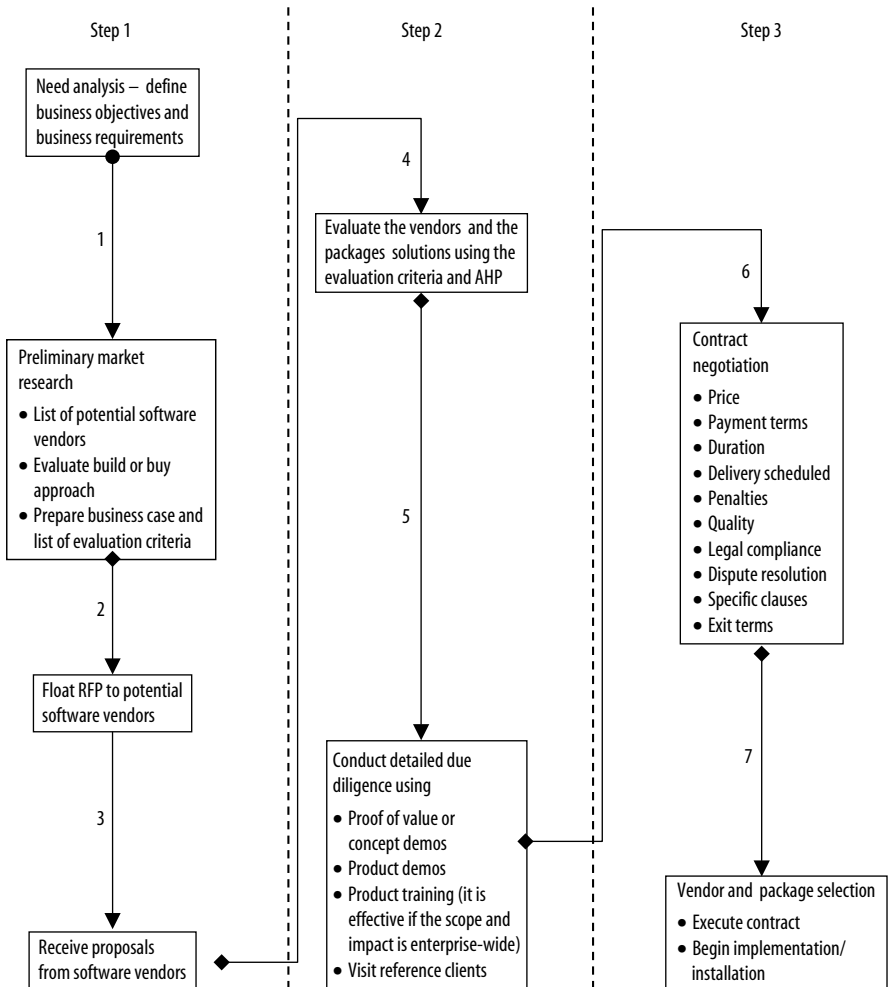 Step 1
Need analysis – define
business objectives and
business requirements
1
Preliminary market
research
• List of potential software
vendors
• Evaluate build or buy
approach
• Prepare business case and
list of evaluation criteria
2
Float RFP to potential
software vendors
3
Receive proposals
from software vendors
Step 2
4
Evaluate the vendors and the
packages solutions using the
evaluation criteria and AHP
5
Conduct detailed due
diligence using
• Proof of value or
concept demos
• Product demos
• Product training (it is
effective if the scope and
impact is enterprise-wide)
• Visit reference clients
Step 3
6
Contract
negotiation
• Price
• Payment terms
• Duration
• Delivery scheduled
• Penalties
• Quality
• Legal compliance
• Dispute resolution
• Specific clauses
• Exit terms
7
Vendor and package selection
• Execute contract
• Begin implementation/
installation